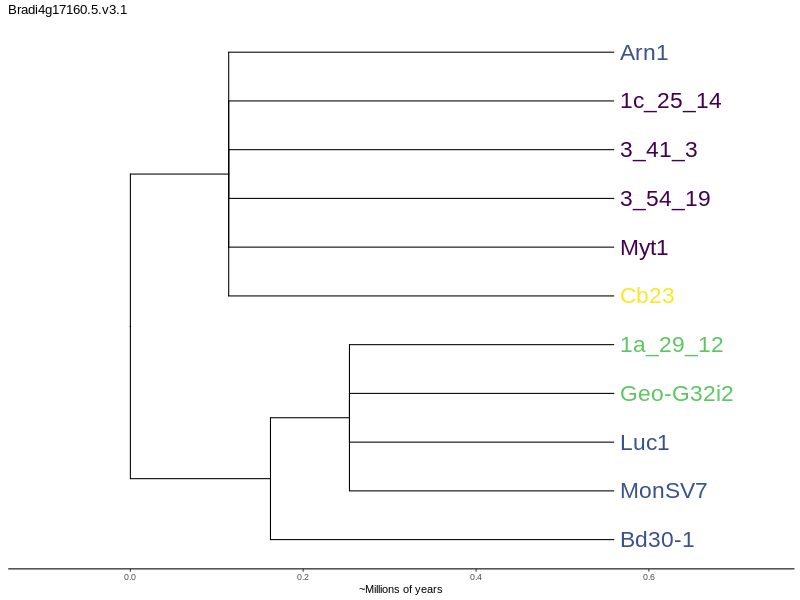 Bradi4g17160.5.v3.1
Arn1
1c_25_14
3_41_3
3_54_19
Myt1
Cb23
1a_29_12
Geo-G32i2
Luc1
MonSV7
Bd30-1
0.0 0.2 0.4 0.6
~Millions of years